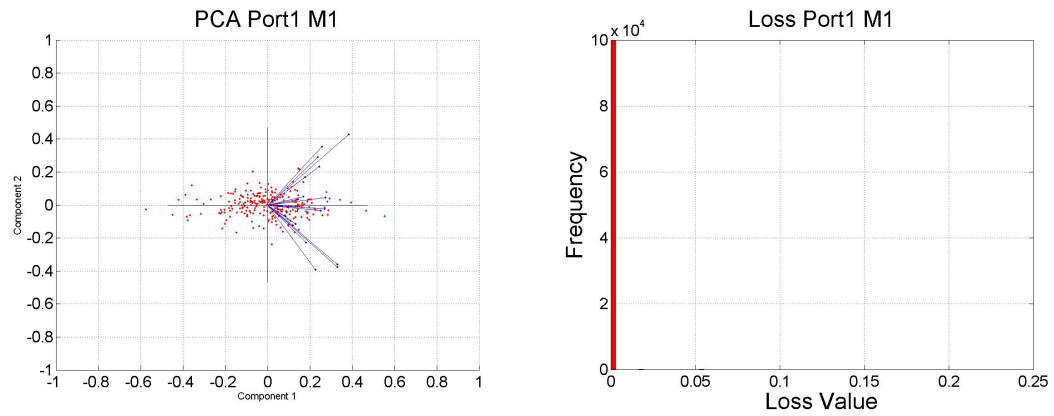 PCA Port1 M1
1
0.8
0.6
0.4
0.2
0
-0.2
-0.4
-0.6
-0.8
-1
-1 -0.8 -0.6 -0.4 -0.2 0 0.2 0.4 0.6 0.8 1
Component 1
Component 2
Loss Port1 M1
x 10⁴
10
8
6
4
2
0
0 0.05 0.1 0.15 0.2 0.25
Loss Value
Frequency